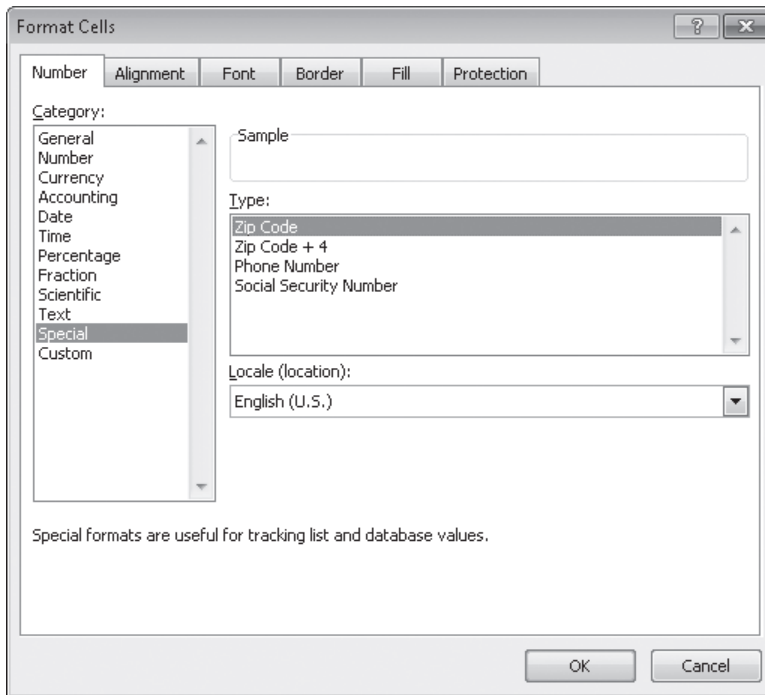 Format Cells
Number Alignment Font Border Fill Protection
Category:
General
Number
Currency
Accounting
Date
Time
Percentage
Fraction
Scientific
Text
Special
Custom
Sample
Type:
Zip Code
Zip Code + 4
Phone Number
Social Security Number
Locale (location):
English (U.S.)
Special formats are useful for tracking list and database values.
OK Cancel